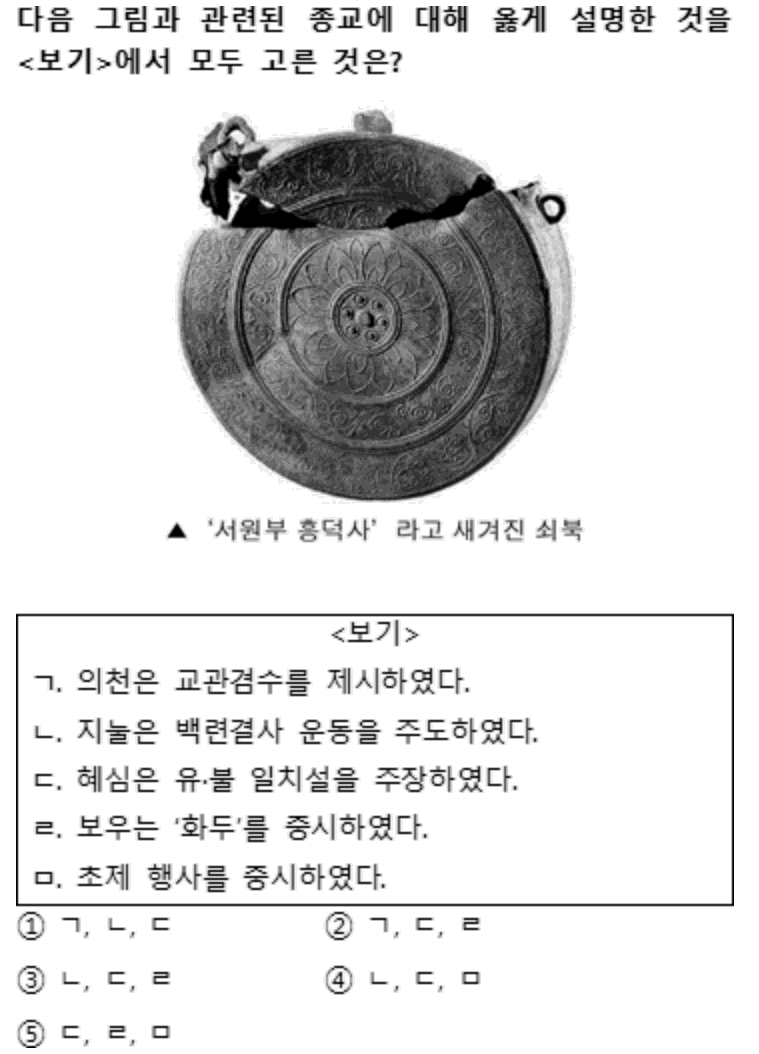 다음 그림과 관련된 종교에 대해 옳게 설명한 것을
<보기>에서 모두 고른 것은?
▲ '서원부 흥덕사' 라고 새겨진 쇠북
<보기>
ㄱ. 의천은 교관겸수를 제시하였다.
ㄴ. 지눌은 백련결사 운동을 주도하였다.
ㄷ. 혜심은 유·불 일치설을 주장하였다.
ㄹ. 보우는 '화두'를 중시하였다.
ㅁ. 초제 행사를 중시하였다.
① ㄱ, ㄴ, ㄷ ② ㄱ, ㄷ, ㄹ
③ ㄴ, ㄷ, ㄹ ④ ㄴ, ㄷ, ㅁ
⑤ ㄷ, ㄹ, ㅁ